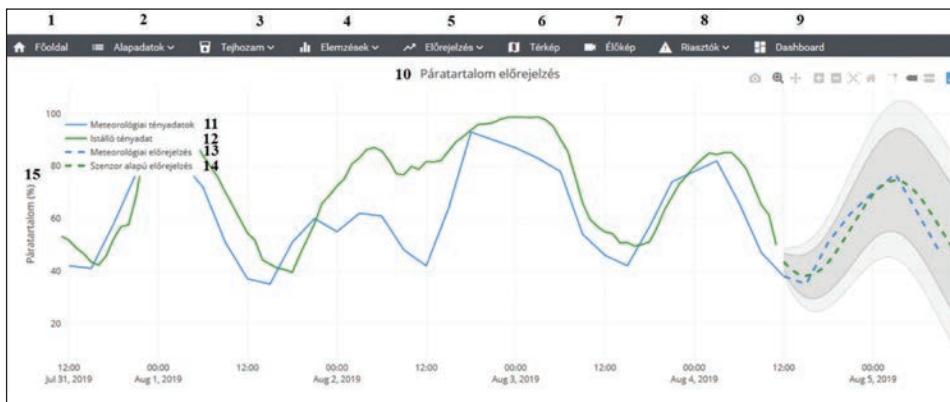 1 2 3 4 5 6 7 8 9
Főoldal Alapadatok Tejhozam Elemzések Előrejelzés Térkép Élőkép Riasztók Dashboard
10 Páratartalom előrejelzés
100
Meteorológiai tényadatok 11
Istálló tényadat 12
Meteorológiai előrejelzés 13
80 Szenzor alapú előrejelzés 14
15
Páratartalom (%)
60
40
20
12:00 00:00 12:00 00:00 12:00 00:00 12:00 00:00 12:00 00:00
Jul 31, 2019 Aug 1, 2019 Aug 2, 2019 Aug 3, 2019 Aug 4, 2019 Aug 5, 2019